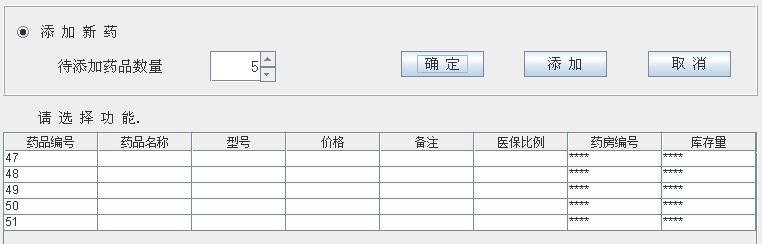 添加新药
待添加药品数量 5 确定 添加 取消
请选择功能.
药品编号 药品名称 型号 价格 备注 医保比例 药房编号 库存量
47 **** ****
48 **** ****
49 **** ****
50 **** ****
51 **** ****